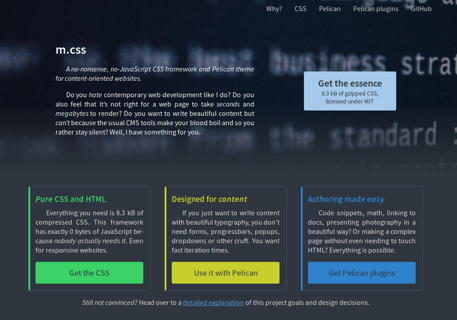 Why? CSS Pelican Pelican plugins GitHub
m.css
A no-nonsense, no-JavaScript CSS framework and Pelican theme
for content-oriented websites.
Do you hate contemporary web development like I do? Do you
also feel that it's not right for a web page to take seconds and
megabytes to render? Do you want to write beautiful content but
can't because the usual CMS tools make your blood boil and so you
rather stay silent? Well, I have something for you.
Get the essence
8.3 kB of gzipped CSS,
licensed under MIT
Pure CSS and HTML
Everything you need is 8.3 kB of
compressed CSS. This framework
has exactly 0 bytes of JavaScript be-
cause nobody actually needs it. Even
for responsive websites.
Get the CSS
Designed for content
If you just want to write content
with beautiful typography, you don't
need forms, progressbars, popups,
dropdowns or other cruft. You want
fast iteration times.
Use it with Pelican
Authoring made easy
Code snippets, math, linking to
docs, presenting photography in
a beautiful way? Or making a complex
page without even needing to touch
HTML? Everything is possible.
Get Pelican plugins
Still not convinced? Head over to a detailed explanation of this project goals and design decisions.